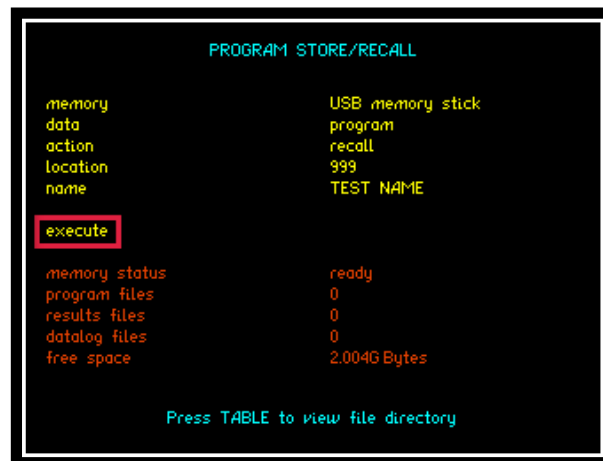 PROGRAM STORE/RECALL
memory USB memory stick
data program
action recall
location 999
name TEST NAME
execute
memory status ready
program files 0
results files 0
datalog files 0
free space 2.004G Bytes
Press TABLE to view file directory